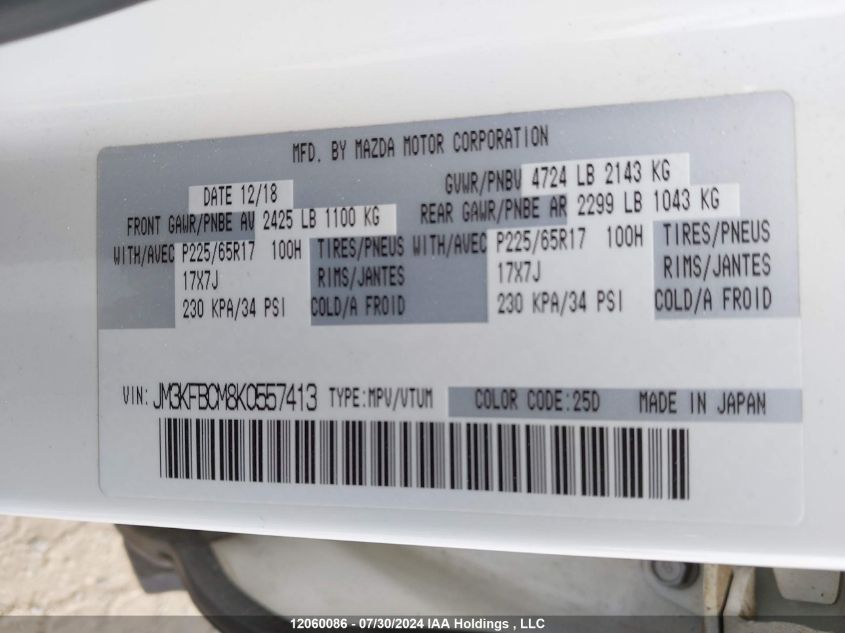 MFD. BY MAZDA MOTOR CORPORATION
DATE 12/18 GVWR/PNBV 4724 LB 2143 KG
FRONT GAWR/PNBE AV 2425 LB 1100 KG REAR GAWR/PNBE AR 2299 LB 1043 KG
WITH/AVEC P225/65R17 100H TIRES/PNEUS WITH/AVEC P225/65R17 100H TIRES/PNEUS
17X7J RIMS/JANTES 17X7J RIMS/JANTES
230 KPA/34 PSI COLD/A FROID 230 KPA/34 PSI COLD/A FROID
VIN: JM3KFBCM8K0557413 TYPE:MPV/VTUM COLOR CODE:25D MADE IN JAPAN
12060086 - 07/30/2024 IAA Holdings , LLC